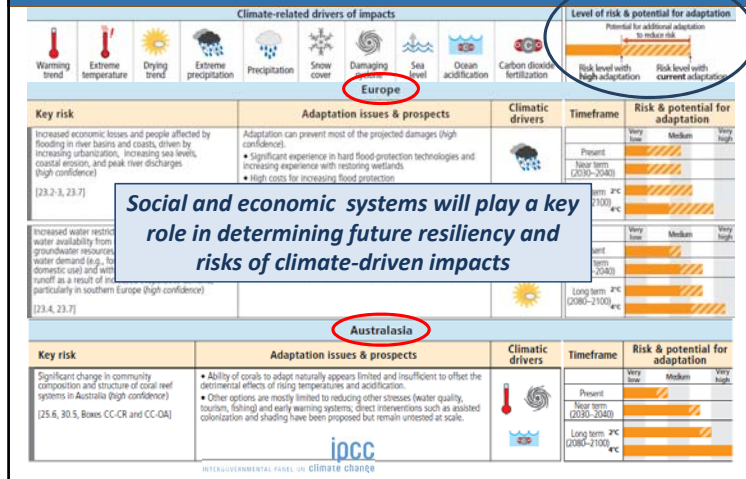 Climate-related drivers of impacts
Level of risk & potential for adaptation
Potential for additional adaptation
to reduce risk
Warming
trend
Extreme
temperature
Drying
trend
Extreme
precipitation
Precipitation
Snow
cover
Damaging
Sea
level
Ocean
acidification
Carbon dioxide
fertilization
Risk level with
high adaptation
Risk level with
current adaptation
Europe
Key risk
Adaptation issues & prospects
Climatic
drivers
Timeframe
Risk & potential for
adaptation
Increased economic losses and people affected by
flooding in river basins and coasts, driven by
increasing urbanization, increasing sea levels,
coastal erosion, and peak river discharges
(high confidence)
[23.2-3, 23.7]
Adaptation can prevent most of the projected damages (high
confidence).
• Significant experience in hard flood-protection technologies and
increasing experience with restoring wetlands
• High costs for increasing flood protection
Very
low
Medium
Very
high
Present
Near term
(2030–2040)
term
2100)
2°C
4°C
Social and economic systems will play a key
role in determining future resiliency and
risks of climate-driven impacts
Increased water restrict
water availability from
groundwater resources,
water demand (e.g., fo
domestic use) and with
runoff as a result of inc
particularly in southern Europe (high confidence)
[23.4, 23.7]
Very
low
Medium
Very
high
sent
term
–2040)
Long term
(2080–2100)
2°C
4°C
Australasia
Key risk
Adaptation issues & prospects
Climatic
drivers
Timeframe
Risk & potential for
adaptation
Significant change in community
composition and structure of coral reef
systems in Australia (high confidence)
[25.6, 30.5, Boxes CC-CR and CC-OA]
• Ability of corals to adapt naturally appears limited and insufficient to offset the
detrimental effects of rising temperatures and acidification.
• Other options are mostly limited to reducing other stresses (water quality,
tourism, fishing) and early warning systems; direct interventions such as assisted
colonization and shading have been proposed but remain untested at scale.
Very
low
Medium
Very
high
Present
Near term
(2030–2040)
Long term
(2080–2100)
2°C
4°C
ipcc
INTERGOVERNMENTAL PANEL ON climate change